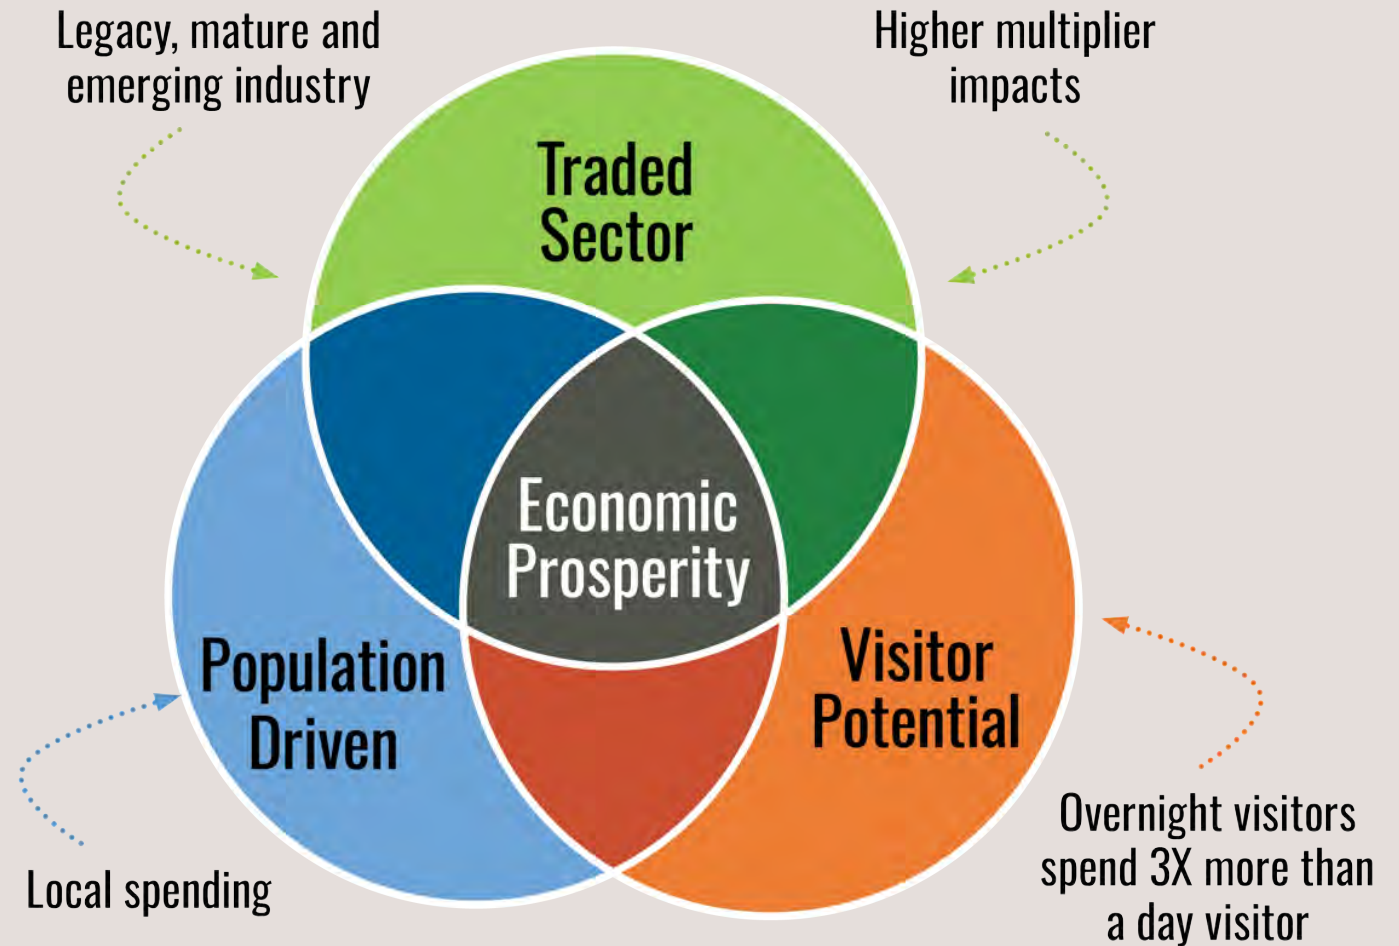 Legacy, mature and
emerging industry
Higher multiplier
impacts
Traded
Sector
Economic
Prosperity
Population
Driven
Visitor
Potential
Local spending
Overnight visitors
spend 3X more than
a day visitor